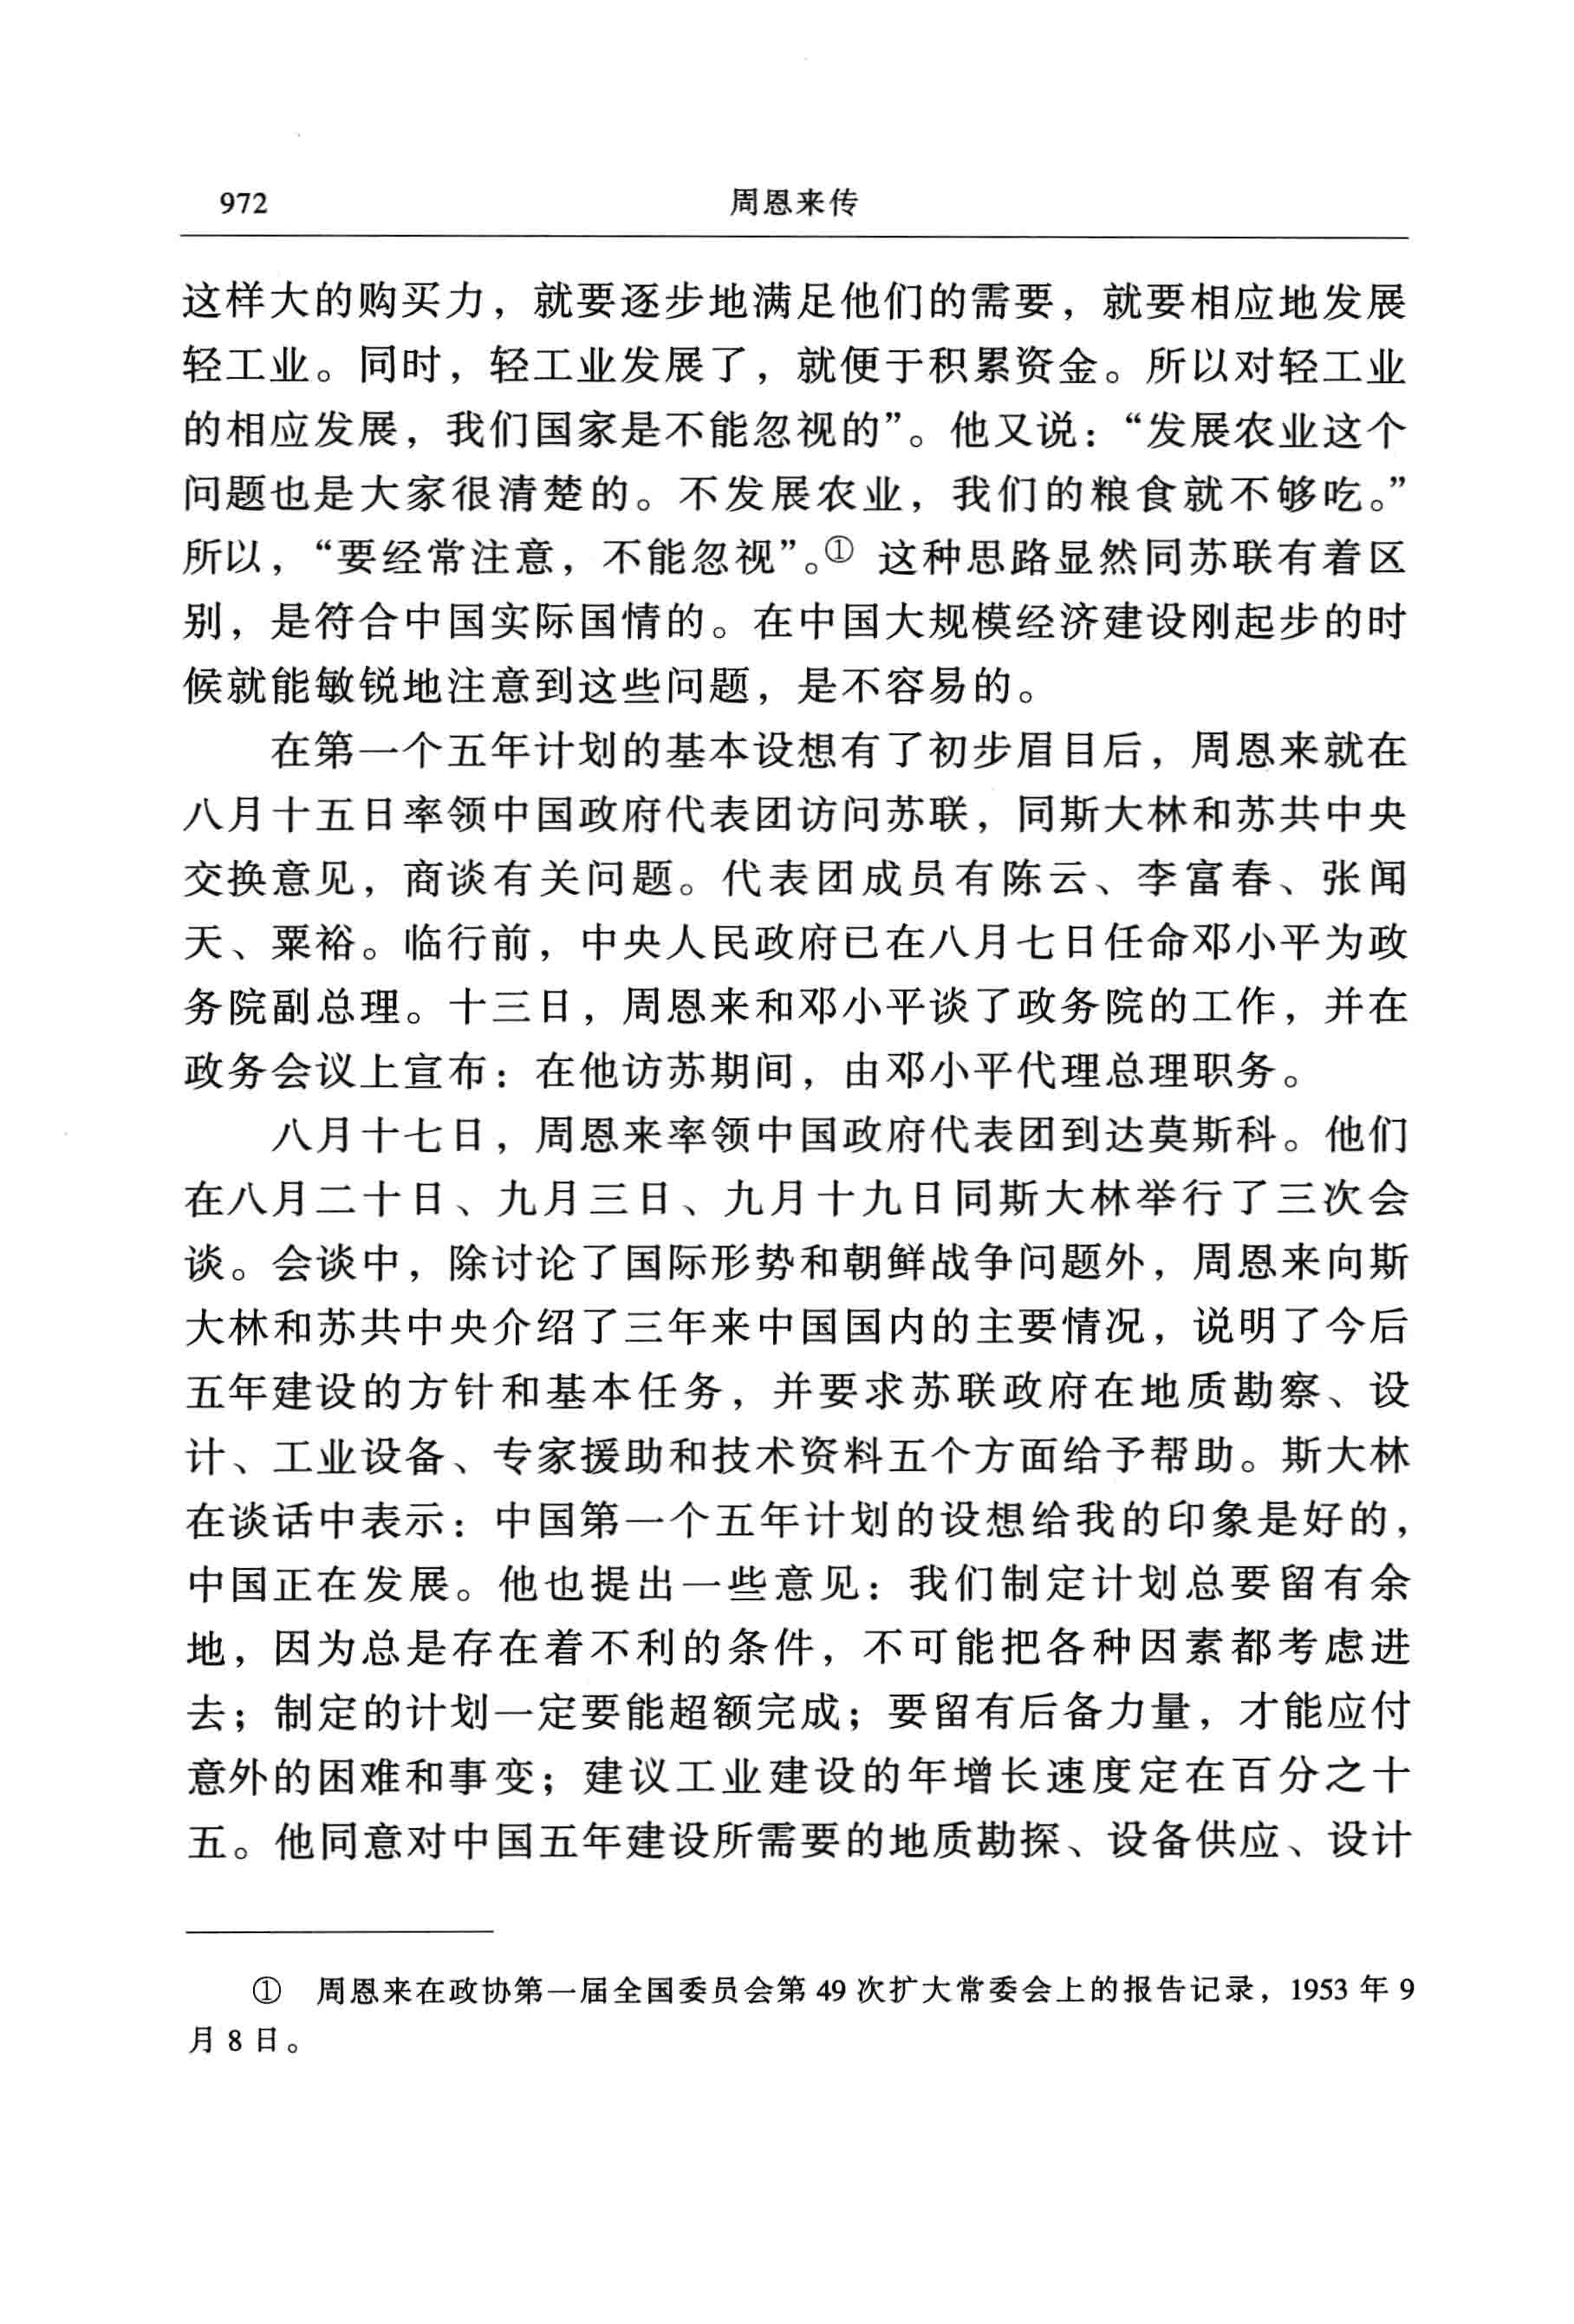 972 周恩来传
这样大的购买力，就要逐步地满足他们的需要，就要相应地发展
轻工业。同时，轻工业发展了，就便于积累资金。所以对轻工业
的相应发展，我们国家是不能忽视的”。他又说：“发展农业这个
问题也是大家很清楚的。不发展农业，我们的粮食就不够吃。”
所以，“要经常注意，不能忽视”。① 这种思路显然同苏联有着区
别，是符合中国实际国情的。在中国大规模经济建设刚起步的时
候就能敏锐地注意到这些问题，是不容易的。
在第一个五年计划的基本设想有了初步眉目后，周恩来就在
八月十五日率领中国政府代表团访问苏联，同斯大林和苏共中央
交换意见，商谈有关问题。代表团成员有陈云、李富春、张闻
天、粟裕。临行前，中央人民政府已在八月七日任命邓小平为政
务院副总理。十三日，周恩来和邓小平谈了政务院的工作，并在
政务会议上宣布：在他访苏期间，由邓小平代理总理职务。
八月十七日，周恩来率领中国政府代表团到达莫斯科。他们
在八月二十日、九月三日、九月十九日同斯大林举行了三次会
谈。会谈中，除讨论了国际形势和朝鲜战争问题外，周恩来向斯
大林和苏共中央介绍了三年来中国国内的主要情况，说明了今后
五年建设的方针和基本任务，并要求苏联政府在地质勘察、设
计、工业设备、专家援助和技术资料五个方面给予帮助。斯大林
在谈话中表示：中国第一个五年计划的设想给我的印象是好的，
中国正在发展。他也提出一些意见：我们制定计划总要留有余
地，因为总是存在着不利的条件，不可能把各种因素都考虑进
去；制定的计划一定要能超额完成；要留有后备力量，才能应付
意外的困难和事变；建议工业建设的年增长速度定在百分之十
五。他同意对中国五年建设所需要的地质勘探、设备供应、设计
① 周恩来在政协第一届全国委员会第 49 次扩大常委会上的报告记录，1953 年 9
月 8 日。